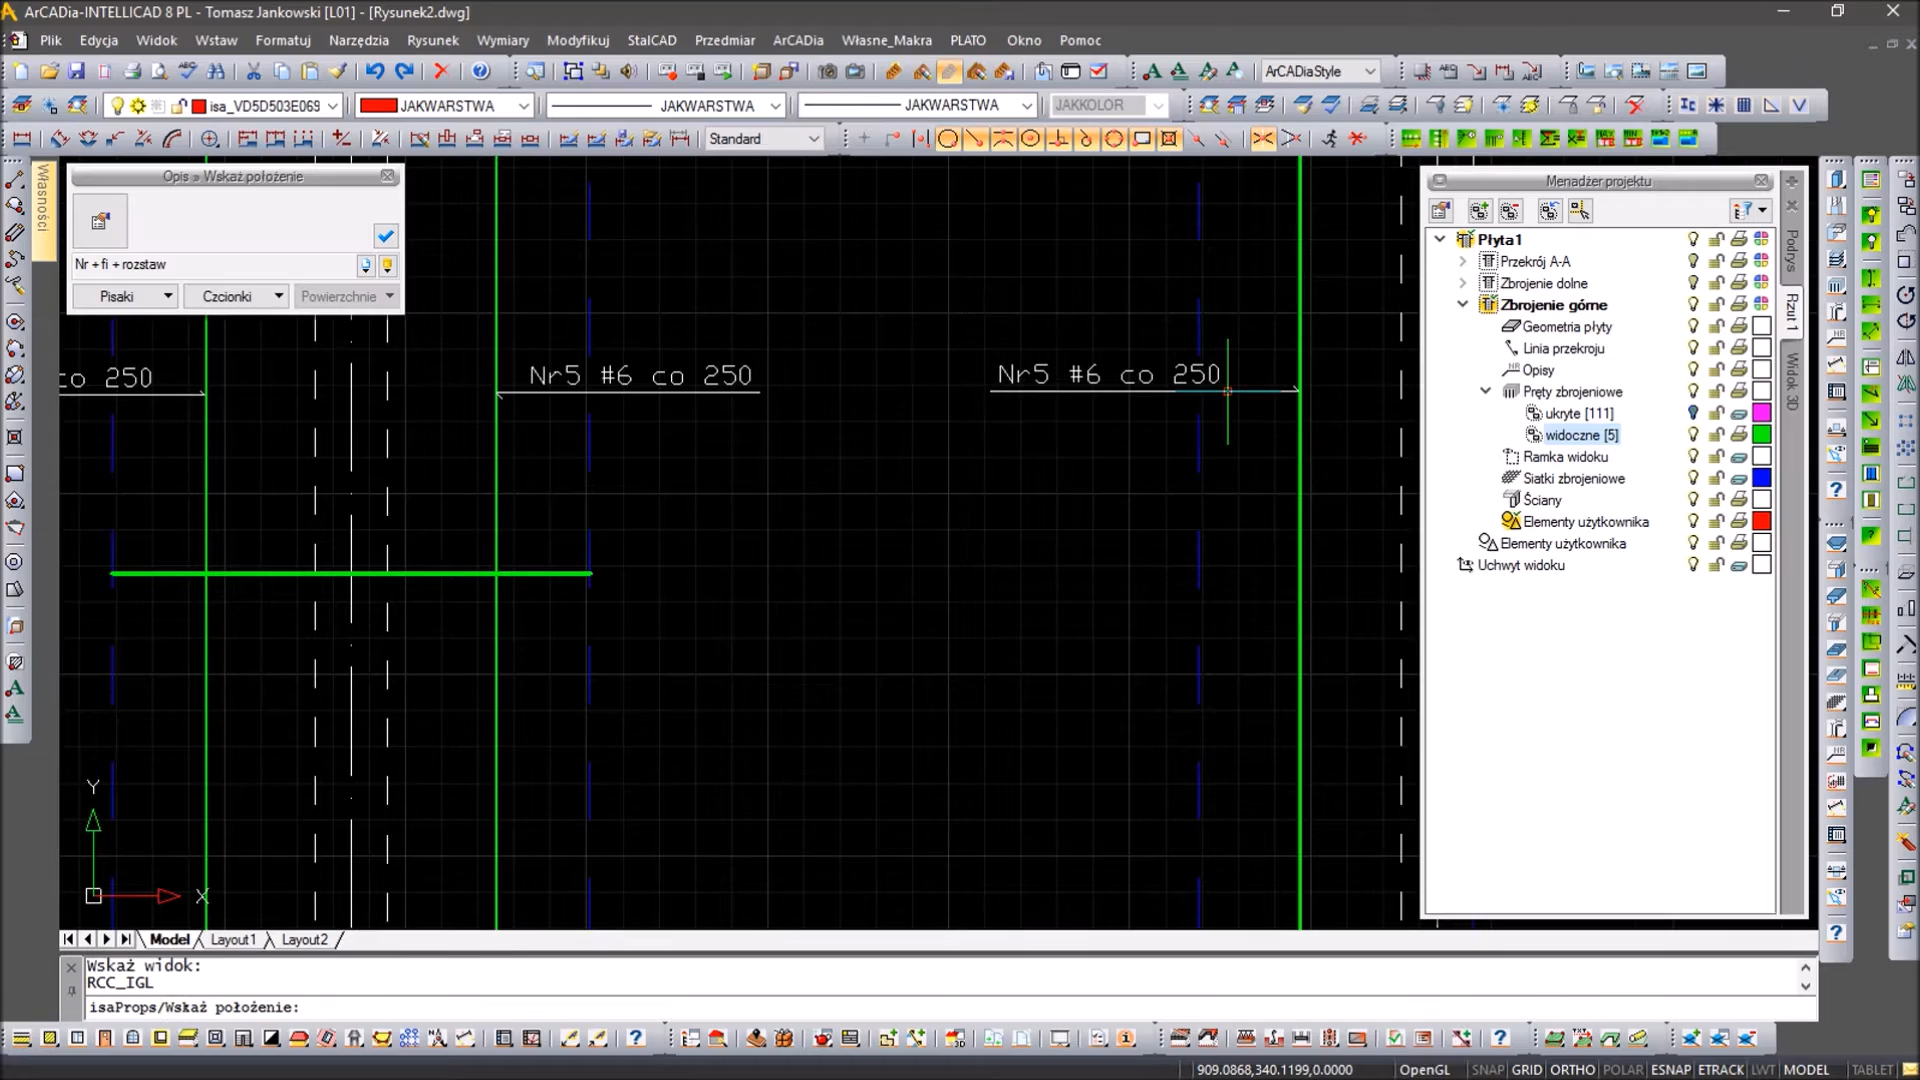 ArCADia-INTELLICAD 8 PL - Tomasz Jankowski [L01] - [Rysunek2.dwg]
Plik Edycja Widok Wstaw Formatuj Narzędzia Rysunek Wymiary Modyfikuj StalCAD Przedmiar ArCADia Własne_Makra PLATO Okno Pomoc
ArCADiaStyle
isa_VD5D503E069 JAKWARSTWA JAKWARSTWA JAKWARSTWA JAKKOLOR
Standard
Własności
Opis » Wskaż położenie
Nr + fi + rozstaw
Pisaki Czcionki Powierzchnie
co 250
Nr5 #6 co 250
Nr5 #6 co 250
Y
X
Menadżer projektu
Płyta1
Przekrój A-A
Zbrojenie dolne
Zbrojenie górne
Geometria płyty
Linia przekroju
Opisy
Pręty zbrojeniowe
ukryte [111]
widoczne [5]
Ramka widoku
Siatki zbrojeniowe
Ściany
Elementy użytkownika
Elementy użytkownika
Uchwyt widoku
Podrys
Rzut 1
Widok 3D
Model Layout1 Layout2
Wskaż widok:
RCC_IGL
isaProps/Wskaż położenie:
909.0868,340.1199,0.0000 OpenGL SNAP GRID ORTHO POLAR ESNAP ETRACK LWT MODEL TABLET